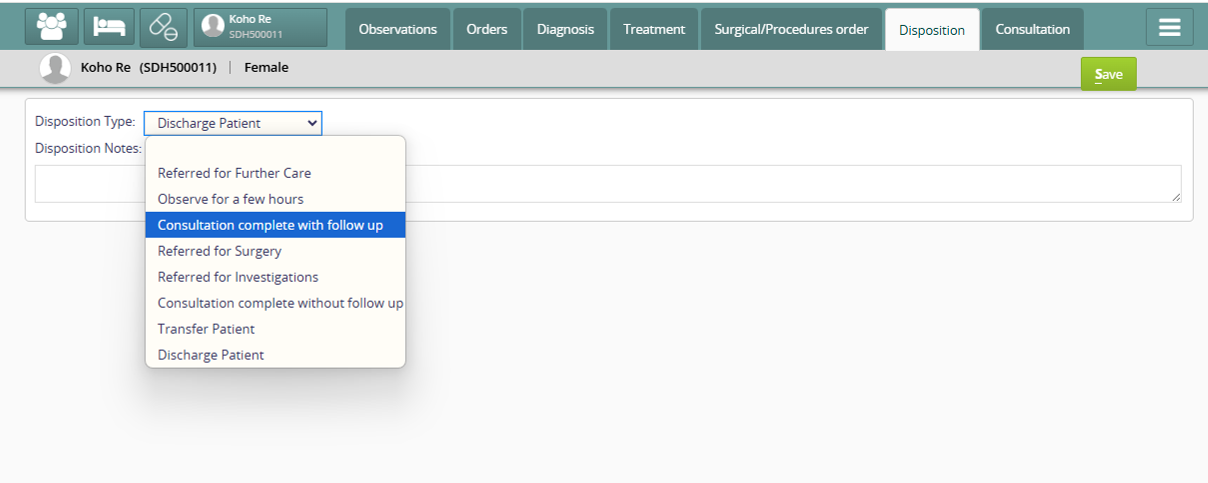 Koho Re
SDH500011
Observations
Orders
Diagnosis
Treatment
Surgical/Procedures order
Disposition
Consultation
Koho Re (SDH500011) | Female
Save
Disposition Type: Discharge Patient
Disposition Notes:
Referred for Further Care
Observe for a few hours
Consultation complete with follow up
Referred for Surgery
Referred for Investigations
Consultation complete without follow up
Transfer Patient
Discharge Patient